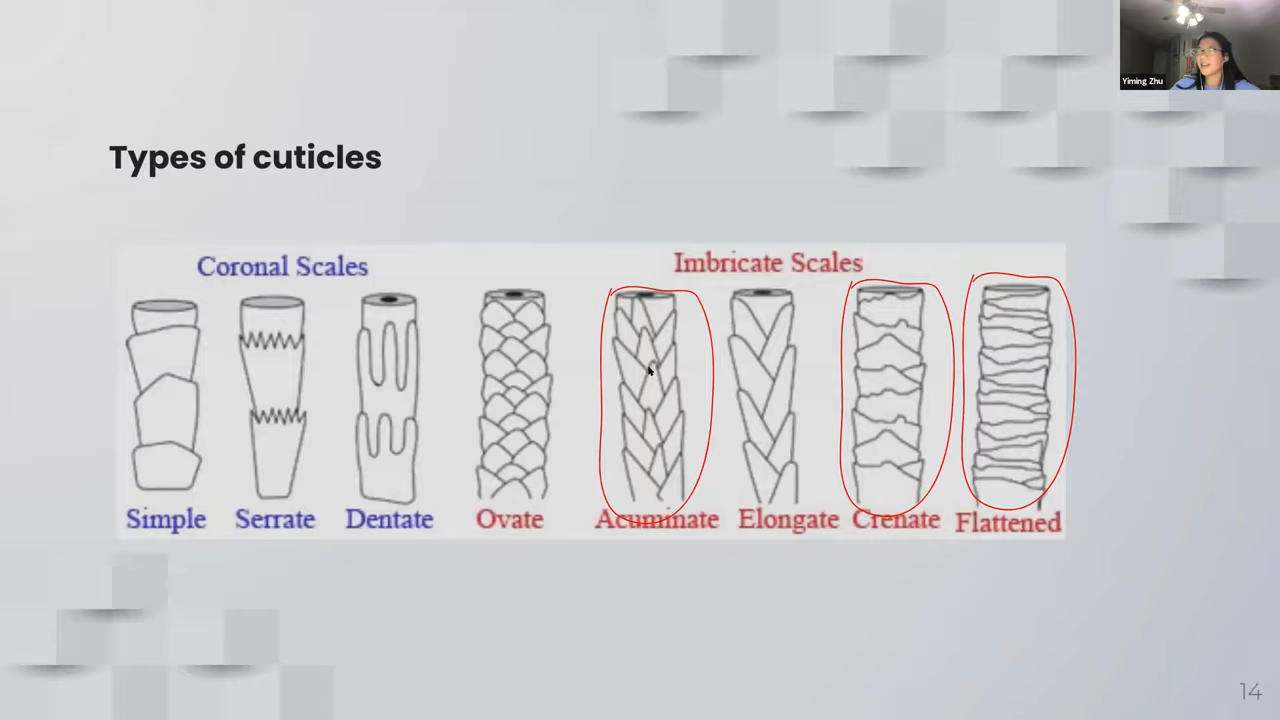 Yiming Zhu
Types of cuticles
Coronal Scales
Imbricate Scales
Simple Serrate Dentate Ovate Acuminate Elongate Crenate Flattened
14